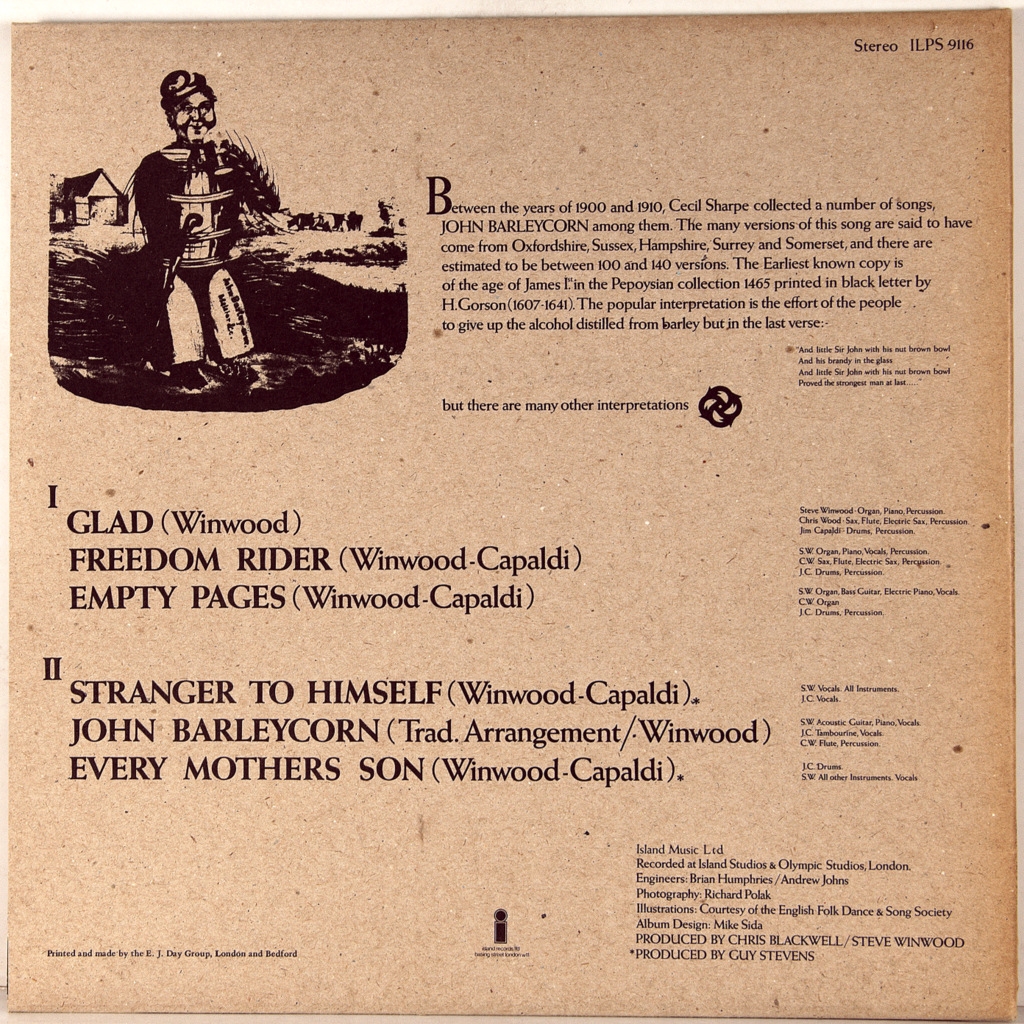 Stereo ILPS 9116
Between the years of 1900 and 1910, Cecil Sharpe collected a number of songs,
JOHN BARLEYCORN among them. The many versions of this song are said to have
come from Oxfordshire, Sussex, Hampshire, Surrey and Somerset, and there are
estimated to be between 100 and 140 versions. The Earliest known copy is
of the age of James I." in the Pepoysian collection 1465 printed in black letter by
H.Gorson (1607-1641). The popular interpretation is the effort of the people
to give up the alcohol distilled from barley but in the last verse:-
"And little Sir John with his nut brown bowl
And his brandy in the glass
And little Sir John with his nut brown bowl
Proved the strongest man at last....."
but there are many other interpretations
I
GLAD (Winwood)
Steve Winwood - Organ, Piano, Percussion.
Chris Wood - Sax, Flute, Electric Sax, Percussion.
Jim Capaldi - Drums, Percussion.
FREEDOM RIDER (Winwood-Capaldi)
S.W. Organ, Piano, Vocals, Percussion.
C.W. Sax, Flute, Electric Sax, Percussion.
J.C. Drums, Percussion.
EMPTY PAGES (Winwood-Capaldi)
S.W. Organ, Bass Guitar, Electric Piano, Vocals.
C.W. Organ
J.C. Drums, Percussion.
II
STRANGER TO HIMSELF (Winwood-Capaldi).*
S.W. Vocals. All Instruments.
J.C. Vocals.
JOHN BARLEYCORN (Trad. Arrangement/Winwood)
S.W. Acoustic Guitar, Piano, Vocals.
J.C. Tambourine, Vocals.
C.W. Flute, Percussion.
EVERY MOTHERS SON (Winwood-Capaldi).*
J.C. Drums.
S.W. All other Instruments. Vocals
Island Music Ltd
Recorded at Island Studios & Olympic Studios, London.
Engineers: Brian Humphries / Andrew Johns
Photography: Richard Polak
Illustrations: Courtesy of the English Folk Dance & Song Society
Album Design: Mike Sida
PRODUCED BY CHRIS BLACKWELL/STEVE WINWOOD
*PRODUCED BY GUY STEVENS
island records ltd
basing street london w11
Printed and made by the E. J. Day Group, London and Bedford